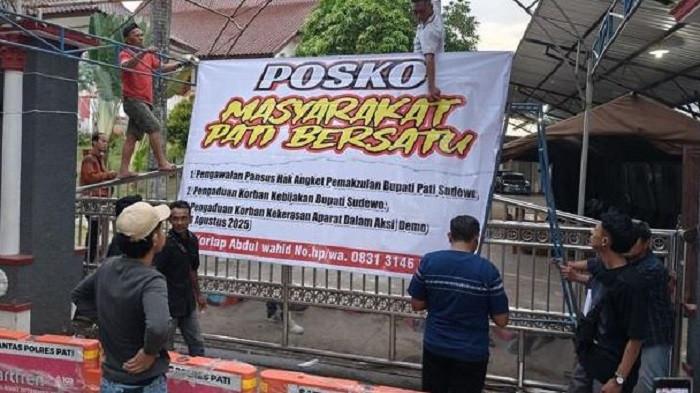 POSKO
MASYARAKAT
PATI BERSATU
1. Pengawalan Pansus Hak Angket Pemakzulan Bupati Pati Sudewo.
2. Pengaduan Korban Kebijakan Bupati Sudewo.
Pengaduan Korban Kekerasan Aparat Dalam Aksi (Demo)
Agustus 2025)
Korlap Abdul wahid No.hp/wa. 0831 3146
ANTAS POLRES PATI
SATLANTAS POLRES PATI